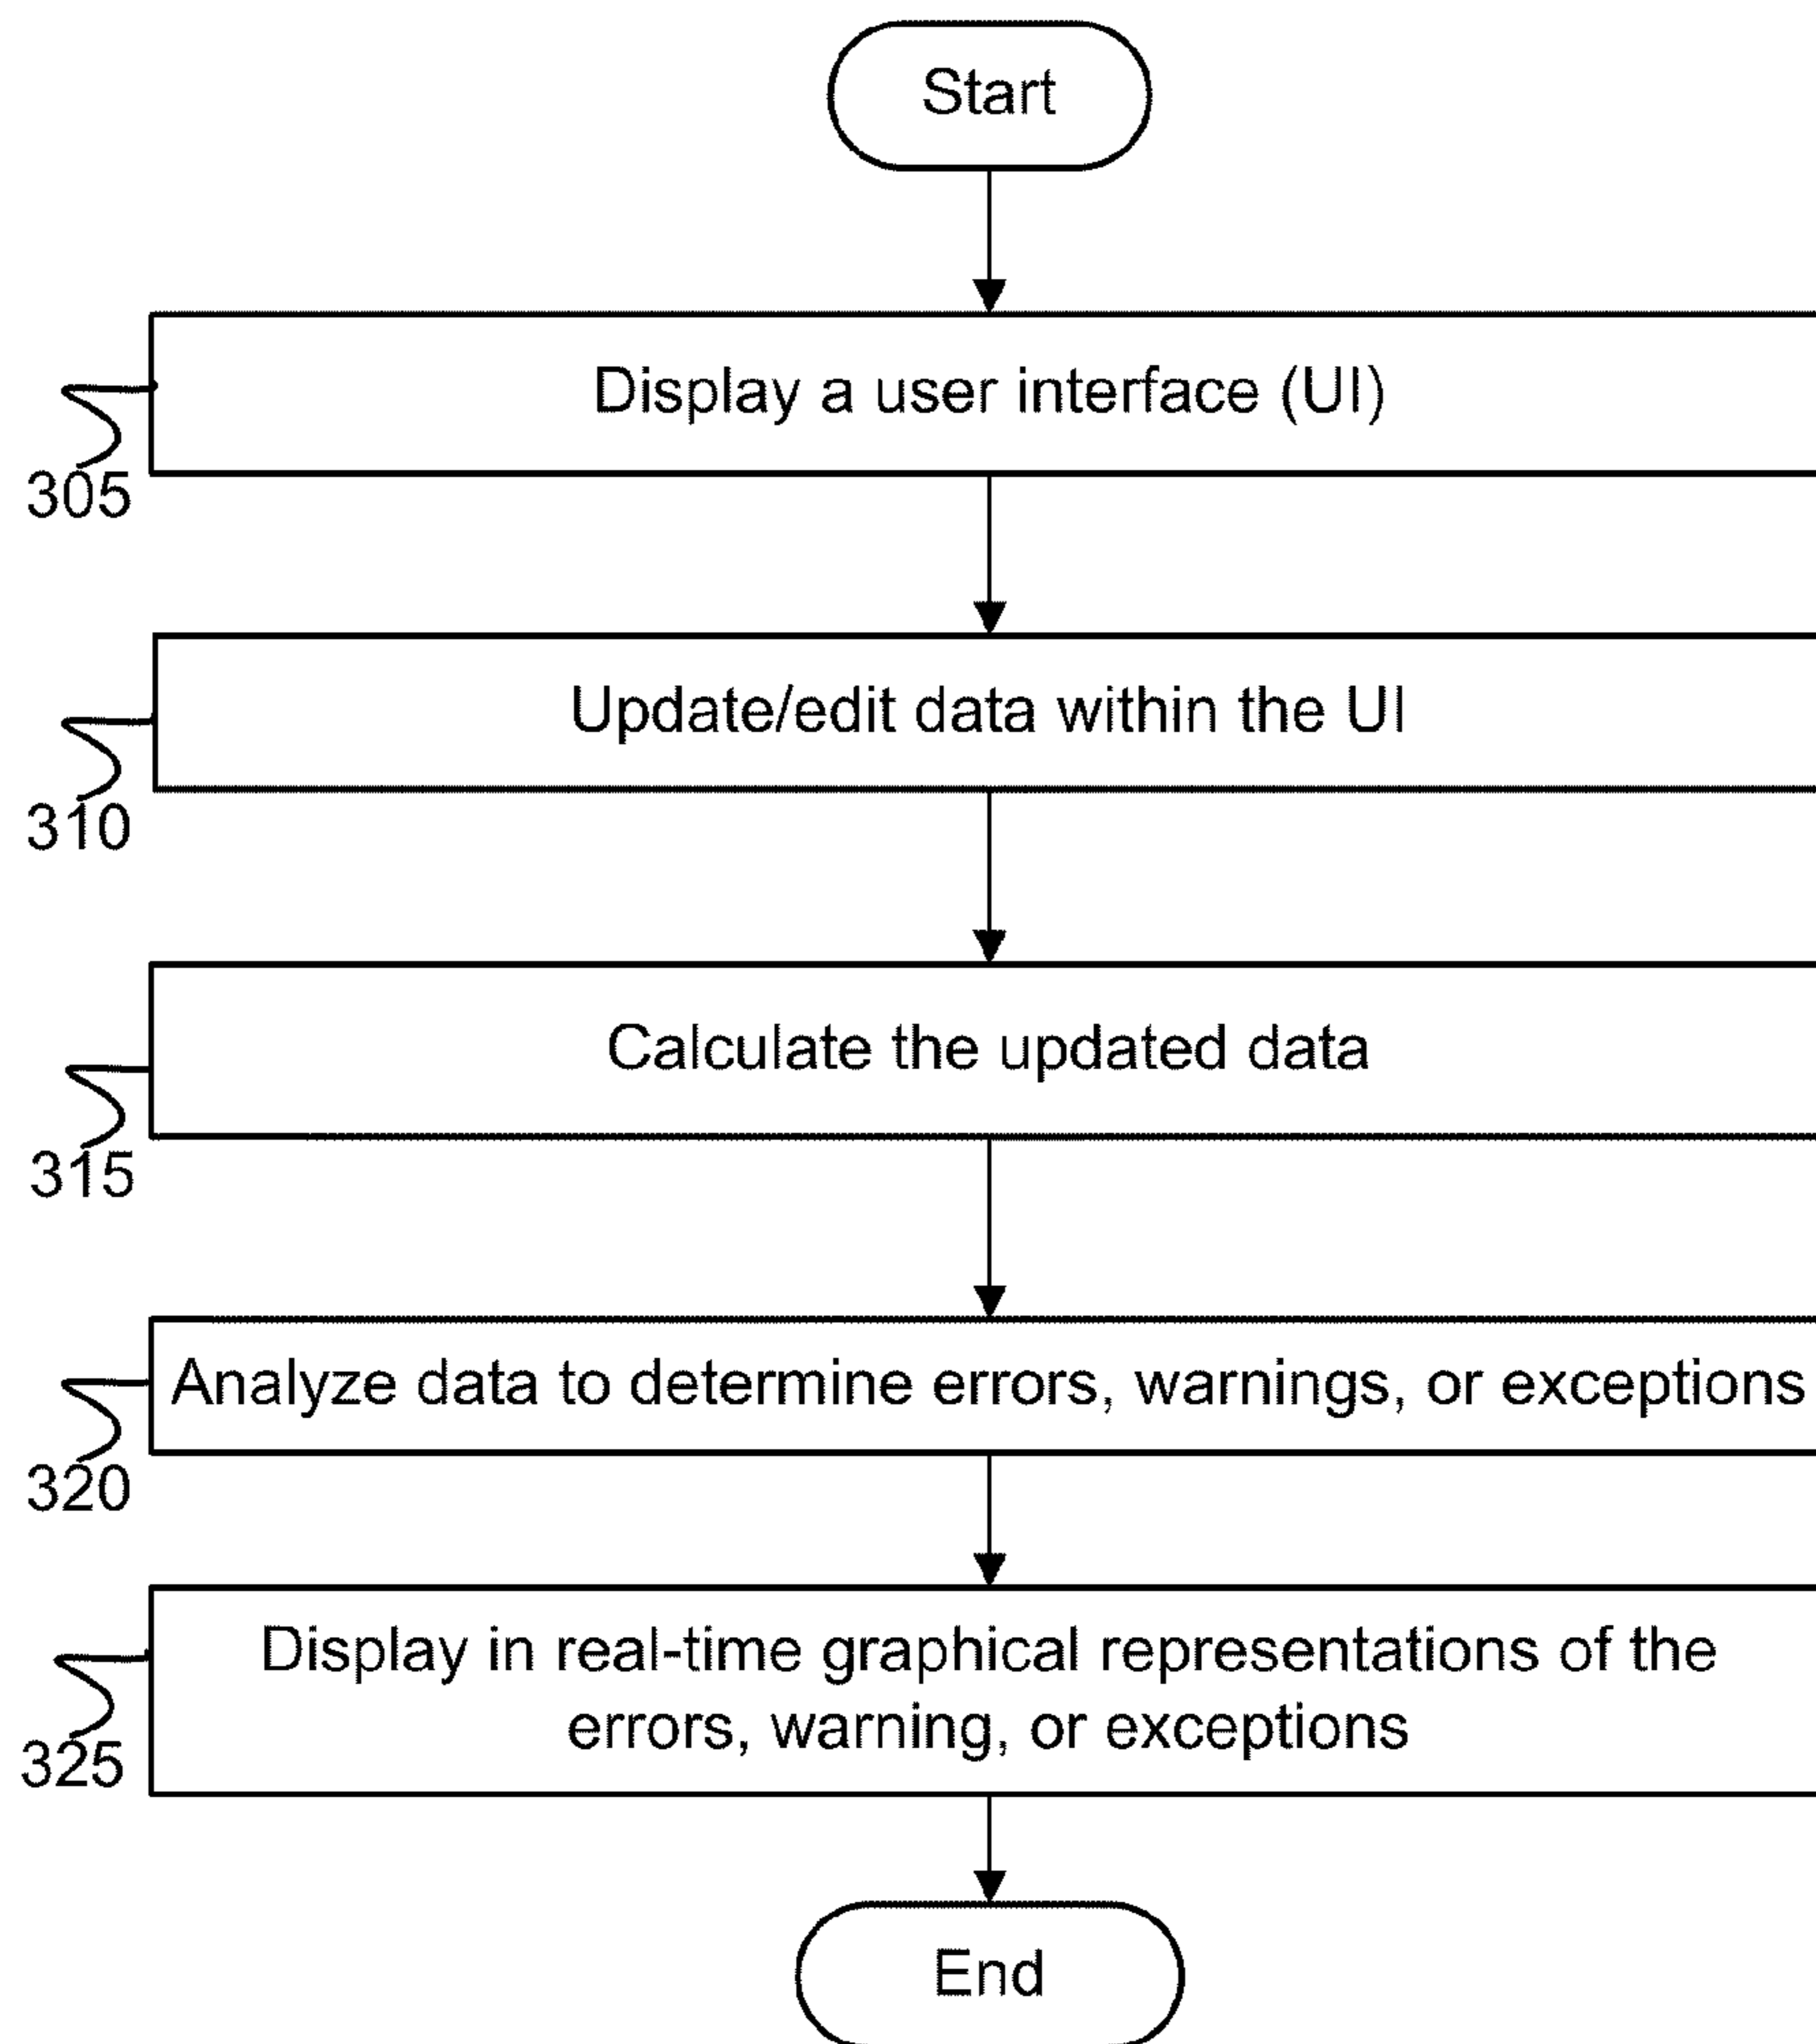 Start
Display a user interface (UI)
305
Update/edit data within the UI
310
Calculate the updated data
315
Analyze data to determine errors, warnings, or exceptions
320
Display in real-time graphical representations of the
errors, warning, or exceptions
325
End